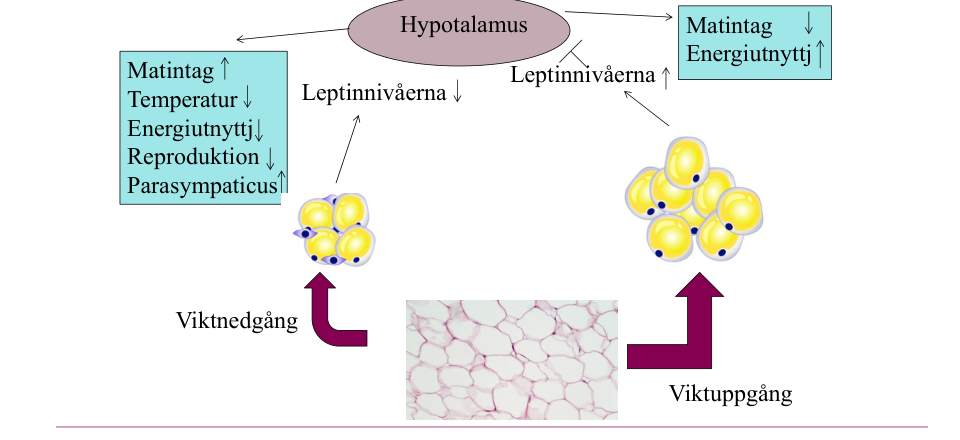 Hypotalamus
Matintag ↓
Energiutnyttj ↑
Matintag ↑
Temperatur ↓
Energiutnyttj ↓
Reproduktion ↓
Parasympaticus ↑
Leptinnivåerna ↓
Leptinnivåerna ↑
Viktnedgång
Viktuppgång